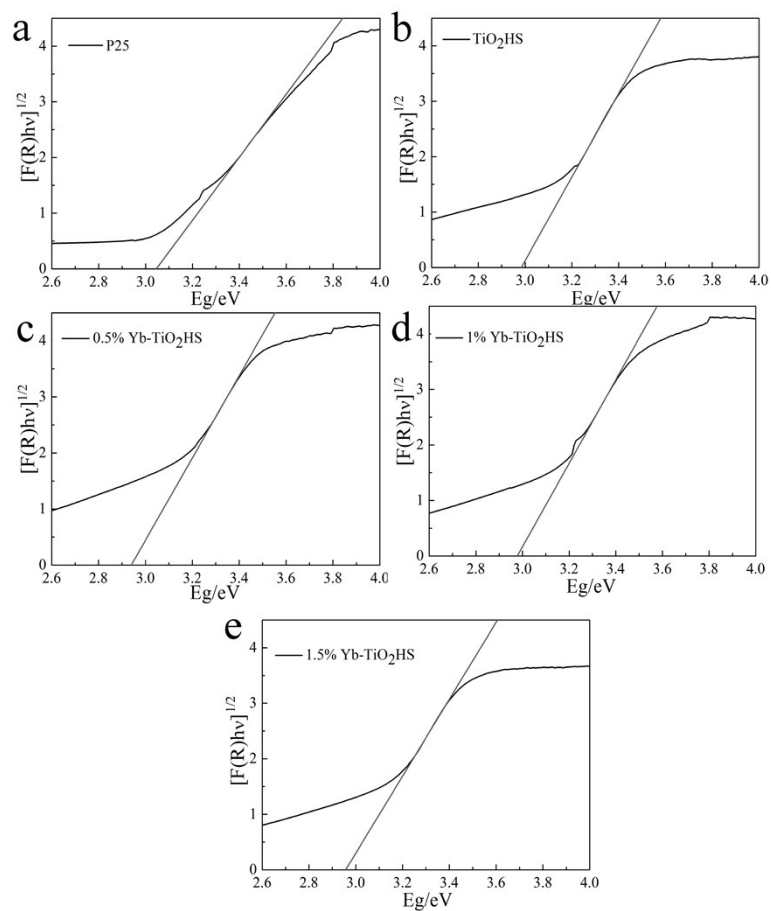 a
P25
[F(R)hν]^1/2
4
3
2
1
0
2.6 2.8 3.0 3.2 3.4 3.6 3.8 4.0
Eg/eV
b
TiO₂HS
[F(R)hν]^1/2
4
3
2
1
0
2.6 2.8 3.0 3.2 3.4 3.6 3.8 4.0
Eg/eV
c
0.5% Yb-TiO₂HS
[F(R)hν]^1/2
4
3
2
1
0
2.6 2.8 3.0 3.2 3.4 3.6 3.8 4.0
Eg/eV
d
1% Yb-TiO₂HS
[F(R)hν]^1/2
4
3
2
1
0
2.6 2.8 3.0 3.2 3.4 3.6 3.8 4.0
Eg/eV
e
1.5% Yb-TiO₂HS
[F(R)hν]^1/2
4
3
2
1
0
2.6 2.8 3.0 3.2 3.4 3.6 3.8 4.0
Eg/eV